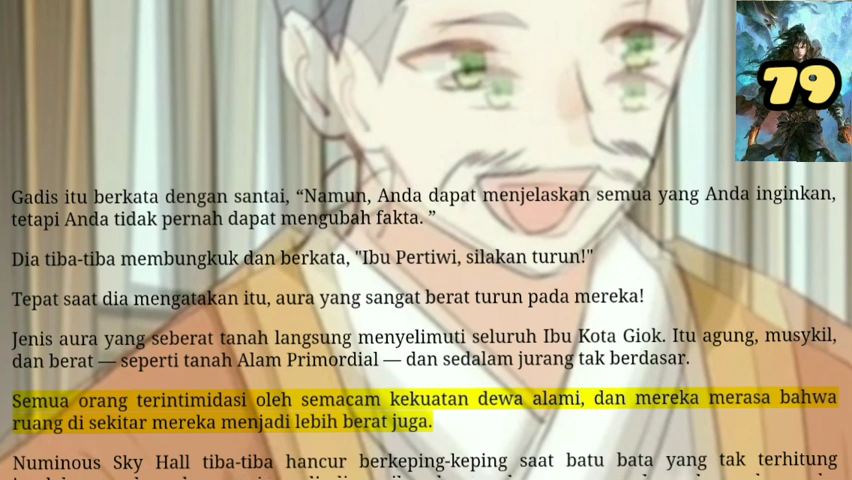 79
Gadis itu berkata dengan santai, “Namun, Anda dapat menjelaskan semua yang Anda inginkan,
tetapi Anda tidak pernah dapat mengubah fakta. ”
Dia tiba-tiba membungkuk dan berkata, "Ibu Pertiwi, silakan turun!"
Tepat saat dia mengatakan itu, aura yang sangat berat turun pada mereka!
Jenis aura yang seberat tanah langsung menyelimuti seluruh Ibu Kota Giok. Itu agung, musykil,
dan berat — seperti tanah Alam Primordial — dan sedalam jurang tak berdasar.
Semua orang terintimidasi oleh semacam kekuatan dewa alami, dan mereka merasa bahwa
ruang di sekitar mereka menjadi lebih berat juga.
Numinous Sky Hall tiba-tiba hancur berkeping-keping saat batu bata yang tak terhitung